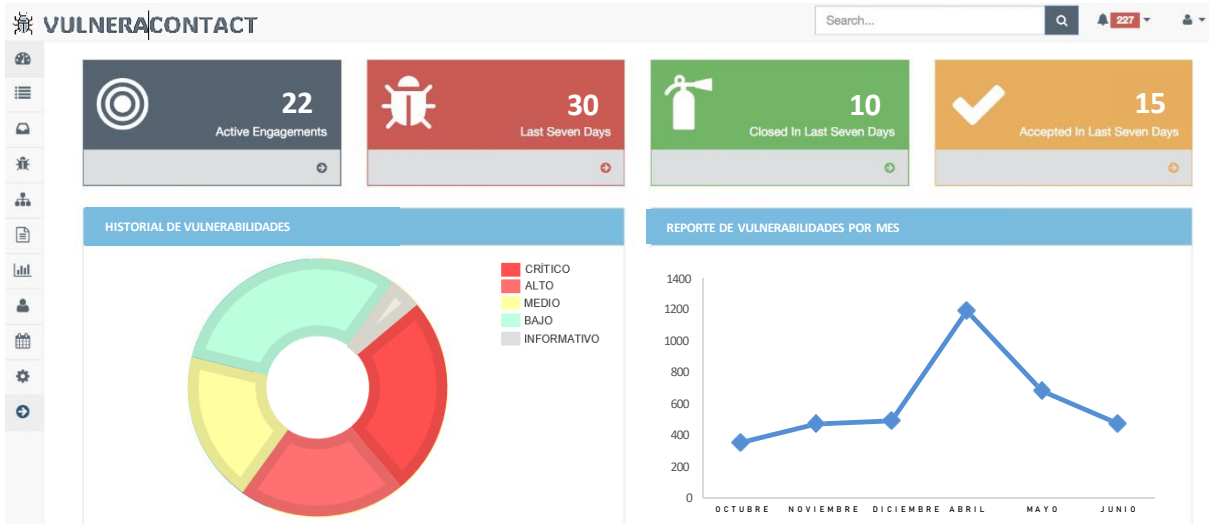 VULNERACONTACT
Search...
227
22
Active Engagements
30
Last Seven Days
10
Closed In Last Seven Days
15
Accepted In Last Seven Days
HISTORIAL DE VULNERABILIDADES
CRÍTICO
ALTO
MEDIO
BAJO
INFORMATIVO
REPORTE DE VULNERABILIDADES POR MES
1400
1200
1000
800
600
400
200
0
OCTUBRE NOVIEMBRE DICIEMBRE ABRIL MAYO JUNIO